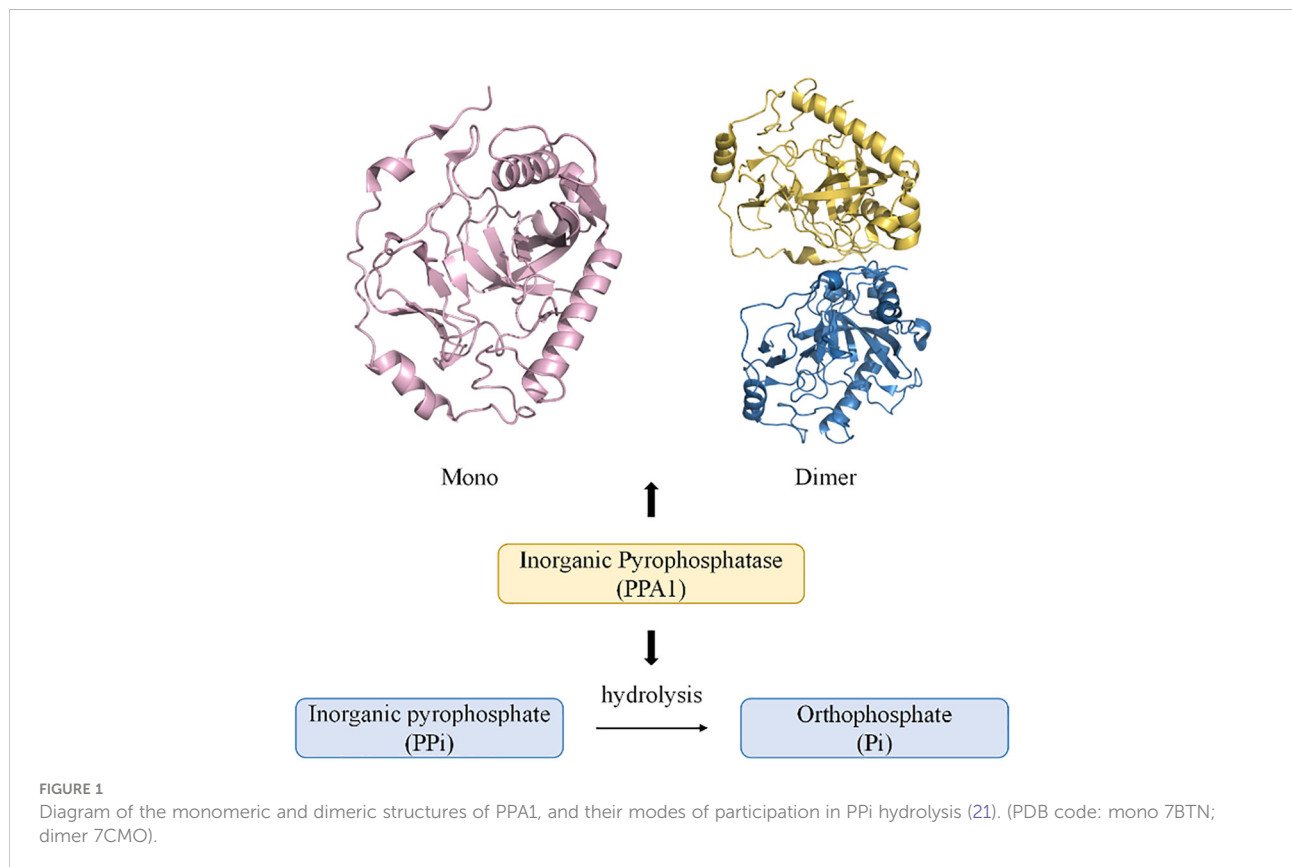 Mono
Dimer
Inorganic Pyrophosphatase
(PPA1)
hydrolysis
Inorganic pyrophosphate
(PPi)
Orthophosphate
(Pi)
FIGURE 1
Diagram of the monomeric and dimeric structures of PPA1, and their modes of participation in PPi hydrolysis (21). (PDB code: mono 7BTN;
dimer 7CMO).